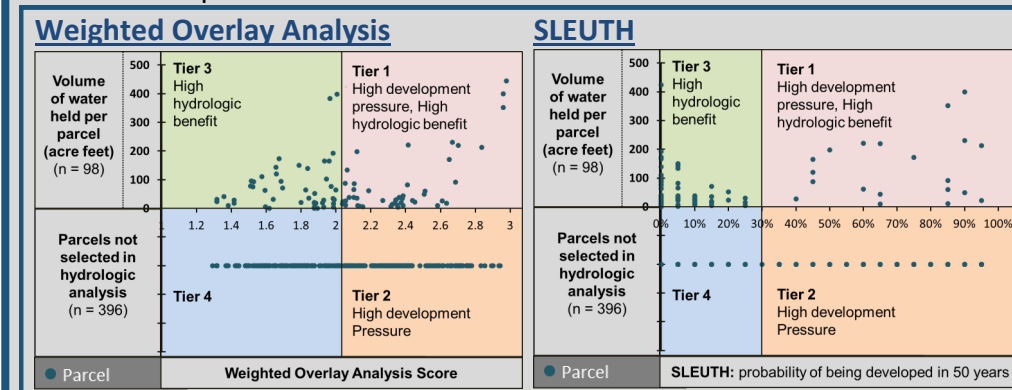 Weighted Overlay Analysis
Volume
of water
held per
parcel
(acre feet)
(n = 98)
500
400
300
200
100
0
Tier 3
High
hydrologic
benefit
Tier 1
High development
pressure, High
hydrologic benefit
1.2 1.4 1.6 1.8 2 2.2 2.4 2.6 2.8 3
Parcels not
selected in
hydrologic
analysis
(n = 396)
Tier 4
Tier 2
High development
Pressure
Parcel
Weighted Overlay Analysis Score
SLEUTH
Volume
of water
held per
parcel
(acre feet)
(n = 98)
500
400
300
200
100
0
Tier 3
High
hydrologic
benefit
Tier 1
High development
pressure, High
hydrologic benefit
0% 10% 20% 30% 40% 50% 60% 70% 80% 90% 100%
Parcels not
selected in
hydrologic
analysis
(n = 396)
Tier 4
Tier 2
High development
Pressure
Parcel
SLEUTH: probability of being developed in 50 years